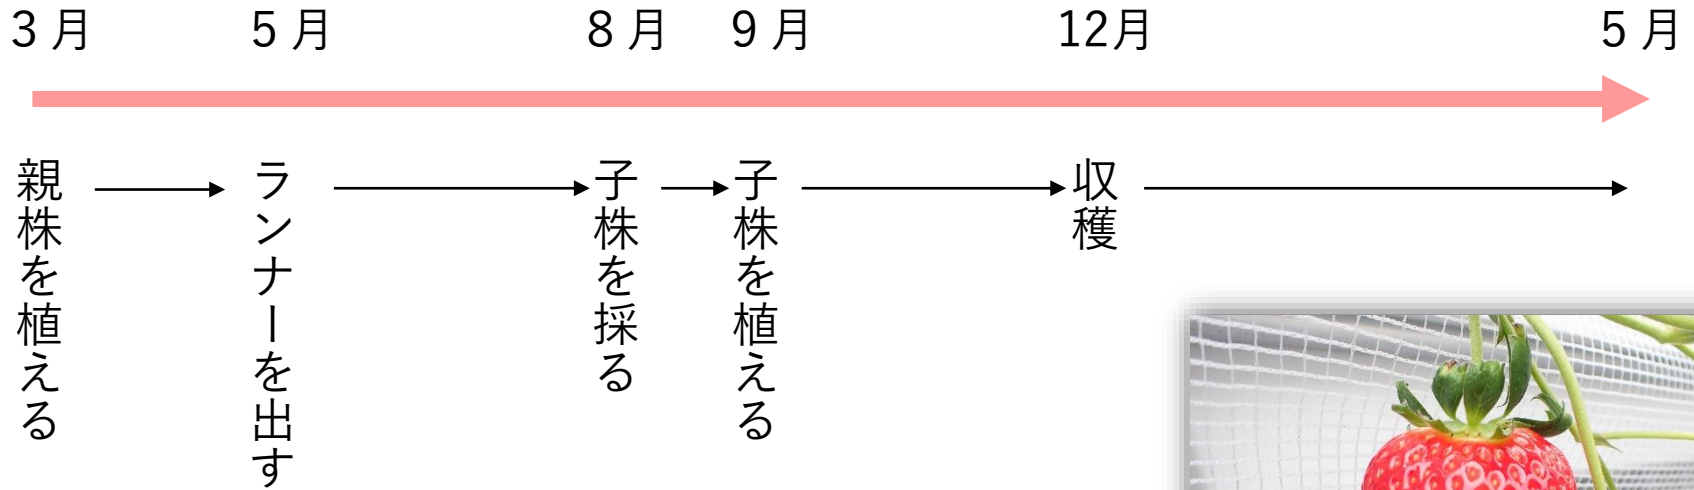 3月 5月 8月 9月 12月 5月
親株を植える
ランナーを出す
子株を採る
子株を植える
収穫